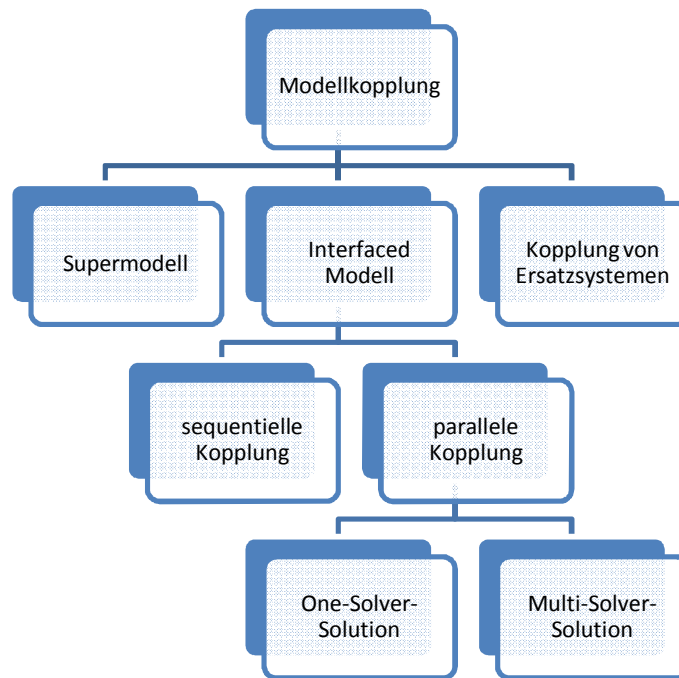 Modellkopplung
Supermodell
Interfaced
Modell
Kopplung von
Ersatzsystemen
sequentielle
Kopplung
parallele
Kopplung
One-Solver-
Solution
Multi-Solver-
Solution